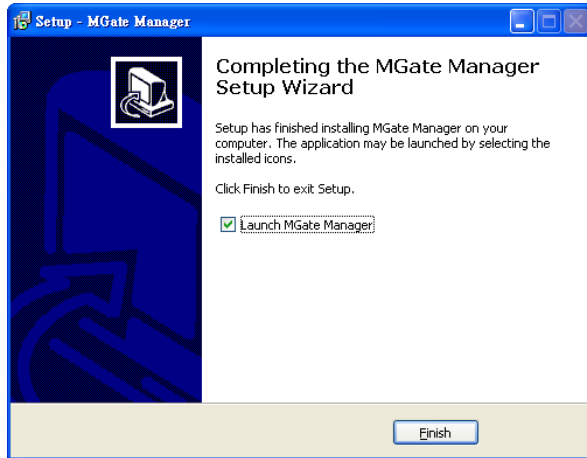 Setup - MGate Manager
Completing the MGate Manager
Setup Wizard
Setup has finished installing MGate Manager on your
computer. The application may be launched by selecting the
installed icons.
Click Finish to exit Setup.
Launch MGate Manager
Finish